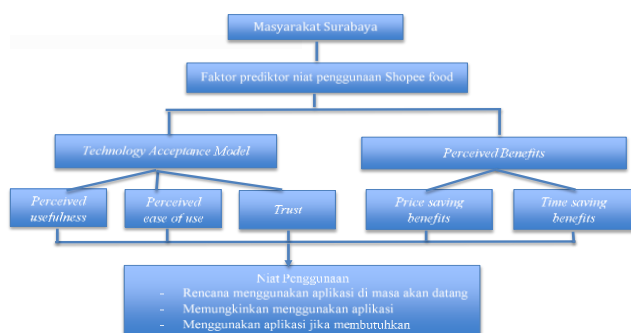 Masyarakat Surabaya
Faktor prediktor niat penggunaan Shopee food
Technology Acceptance Model
Perceived Benefits
Perceived
usefulness
Perceived
ease of use
Trust
Price saving
benefits
Time saving
benefits
Niat Penggunaan
- Rencana menggunakan aplikasi di masa akan datang
- Memungkinkan menggunakan aplikasi
- Menggunakan aplikasi jika membutuhkan